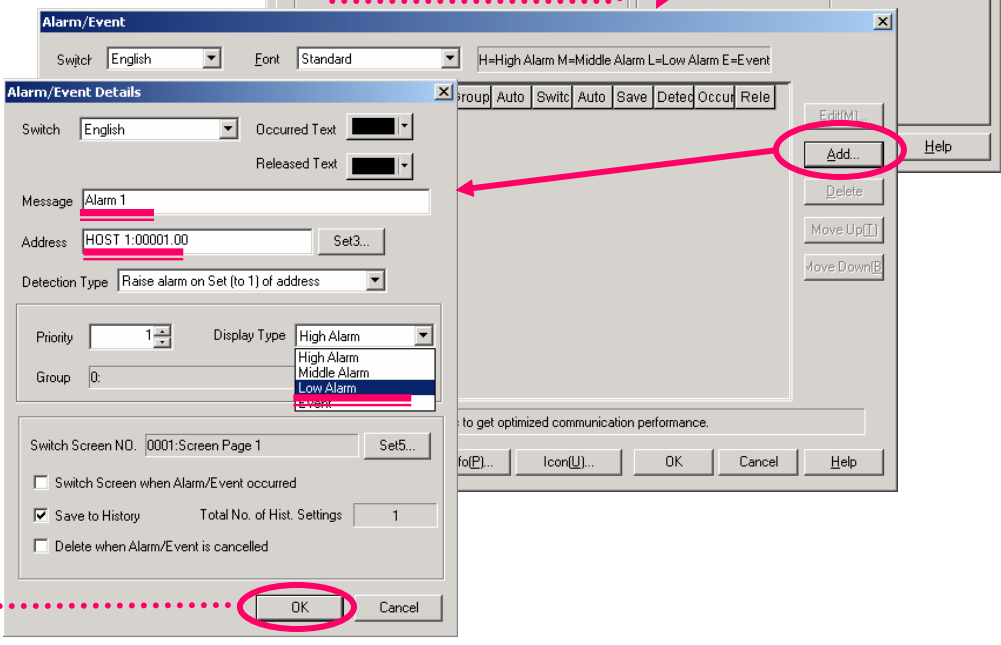 Alarm/Event
Switch English Font Standard H=High Alarm M=Middle Alarm L=Low Alarm E=Event
Alarm/Event Details
Group Auto Switc Auto Save Detec Occur Rele
Edit(M)...
Add...
Help
Delete
Move Up(T)
Move Down(B
Switch English Occurred Text
Released Text
Message Alarm 1
Address HOST 1:00001.00 Set3...
Detection Type Raise alarm on Set (to 1) of address
Priority 1 Display Type High Alarm
High Alarm
Middle Alarm
Low Alarm
Event
Group 0:
to get optimized communication performance.
Switch Screen NO. 0001:Screen Page 1 Set5...
fo(P)... Icon(U)... OK Cancel Help
Switch Screen when Alarm/Event occurred
Save to History Total No. of Hist. Settings 1
Delete when Alarm/Event is cancelled
OK Cancel